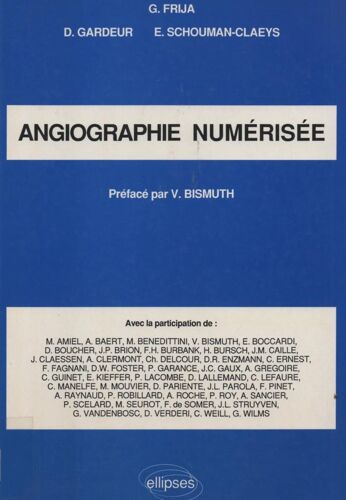 G. FRIJA
D. GARDEUR E. SCHOUMAN-CLAEYS
ANGIOGRAPHIE NUMÉRISÉE
Préfacé par V. BISMUTH
Avec la participation de :
M. AMIEL, A. BAERT, M. BENEDITTINI, V. BISMUTH, E. BOCCARDI,
D. BOUCHER, J.P. BRION, F.H. BURBANK, H. BURSCH, J.M. CAILLE,
J. CLAESSEN, A. CLERMONT, Ch. DELCOUR, D.R. ENZMANN, C. ERNEST,
F. FAGNANI, D.W. FOSTER, P. GARANCE, J.C. GAUX, A. GREGOIRE,
C. GUINET, E. KIEFFER, P. LACOMBE, D. LALLEMAND, C. LEFAURE,
C. MANELFE, M. MOUVIER, D. PARIENTE, J.L. PAROLA, F. PINET,
A. RAYNAUD, P. ROBILLARD, A. ROCHE, P. ROY, A. SANCIER,
P. SCELARD, M. SEUROT, F. de SOMER, J.L. STRUYVEN,
G. VANDENBOSC, D. VERDERI, C. WEILL, G. WILMS
ellipses